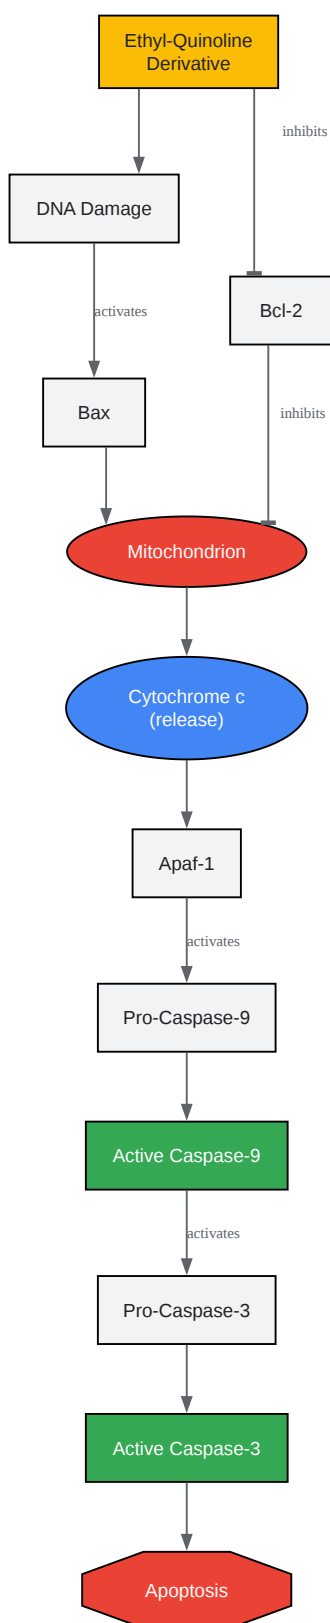 Ethyl-Quinoline
Derivative
inhibits
DNA Damage
Bcl-2
activates
Bax
inhibits
Mitochondrion
Cytochrome c
(release)
Apaf-1
activates
Pro-Caspase-9
Active Caspase-9
activates
Pro-Caspase-3
Active Caspase-3
Apoptosis